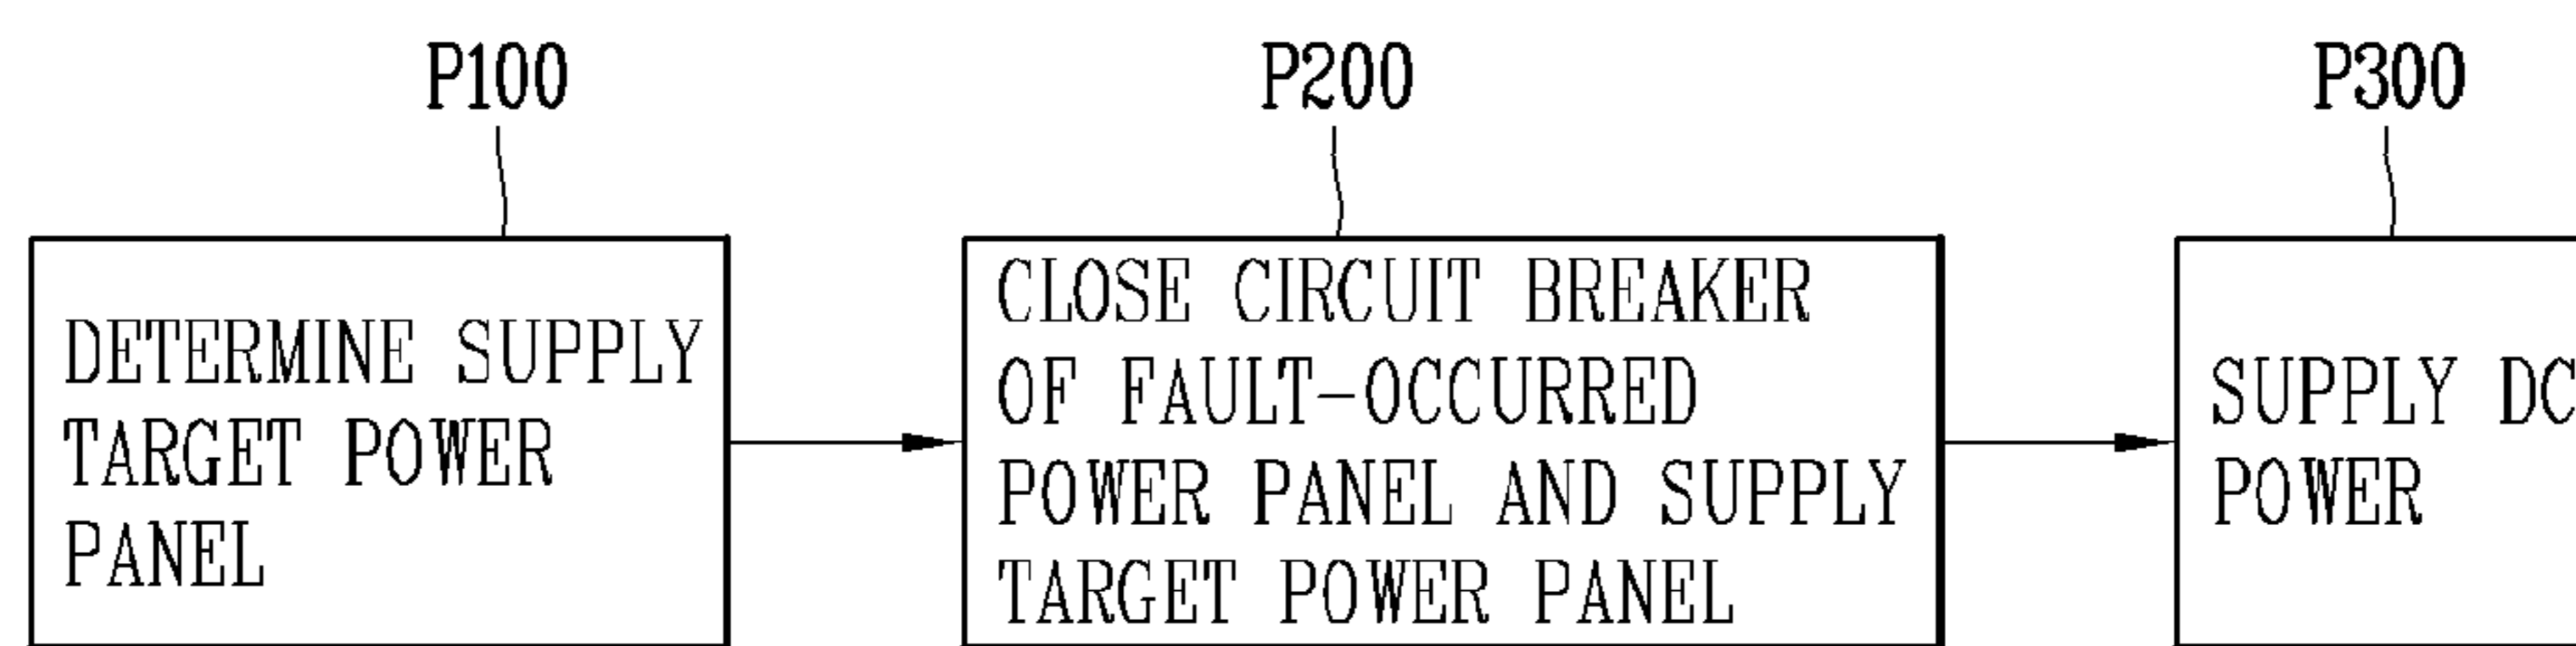 P100
P200
P300
DETERMINE SUPPLY
TARGET POWER
PANEL
CLOSE CIRCUIT BREAKER
OF FAULT-OCCURRED
POWER PANEL AND SUPPLY
TARGET POWER PANEL
SUPPLY DC
POWER